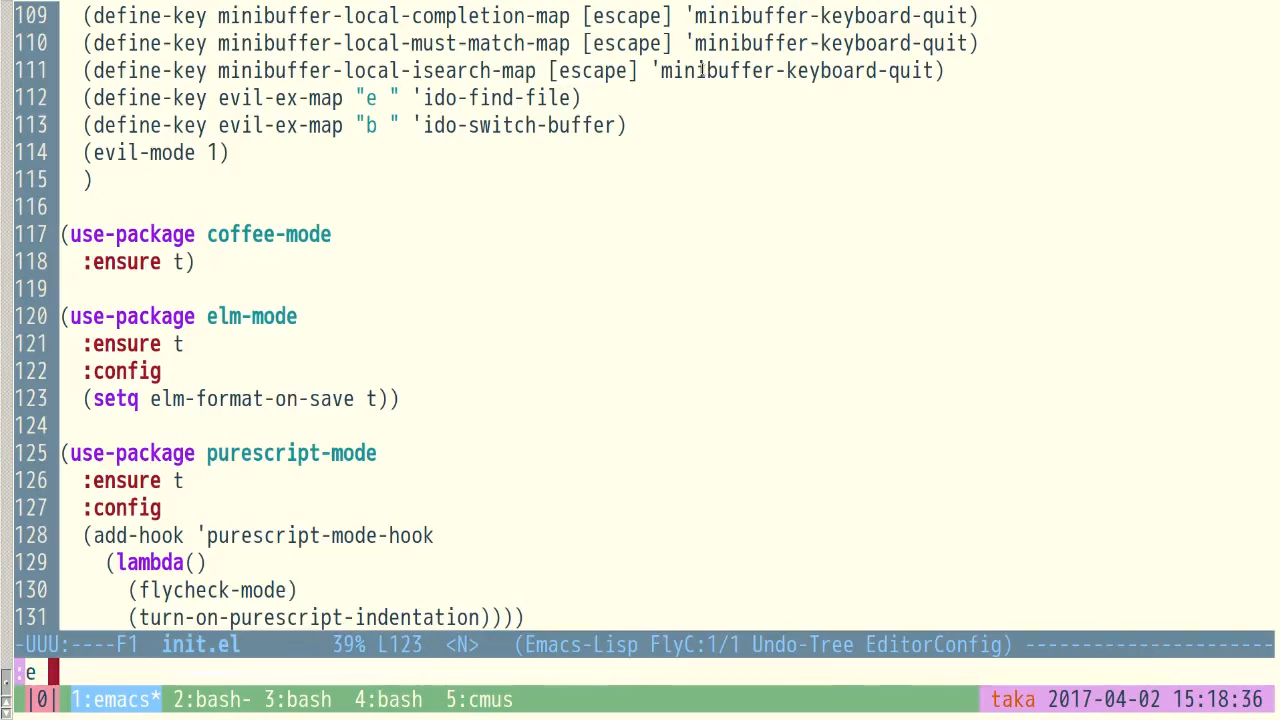 109   (define-key minibuffer-local-completion-map [escape] 'minibuffer-keyboard-quit)
110   (define-key minibuffer-local-must-match-map [escape] 'minibuffer-keyboard-quit)
111   (define-key minibuffer-local-isearch-map [escape] 'minibuffer-keyboard-quit)
112   (define-key evil-ex-map "e " 'ido-find-file)
113   (define-key evil-ex-map "b " 'ido-switch-buffer)
114   (evil-mode 1)
115   )
116
117 (use-package coffee-mode
118   :ensure t)
119
120 (use-package elm-mode
121   :ensure t
122   :config
123   (setq elm-format-on-save t))
124
125 (use-package purescript-mode
126   :ensure t
127   :config
128   (add-hook 'purescript-mode-hook
129     (lambda()
130       (flycheck-mode)
131       (turn-on-purescript-indentation))))
-UUU:----F1  init.el        39% L123  <N>   (Emacs-Lisp FlyC:1/1 Undo-Tree EditorConfig) ----------------------
:e
|0| 1:emacs* 2:bash- 3:bash  4:bash  5:cmus taka 2017-04-02 15:18:36